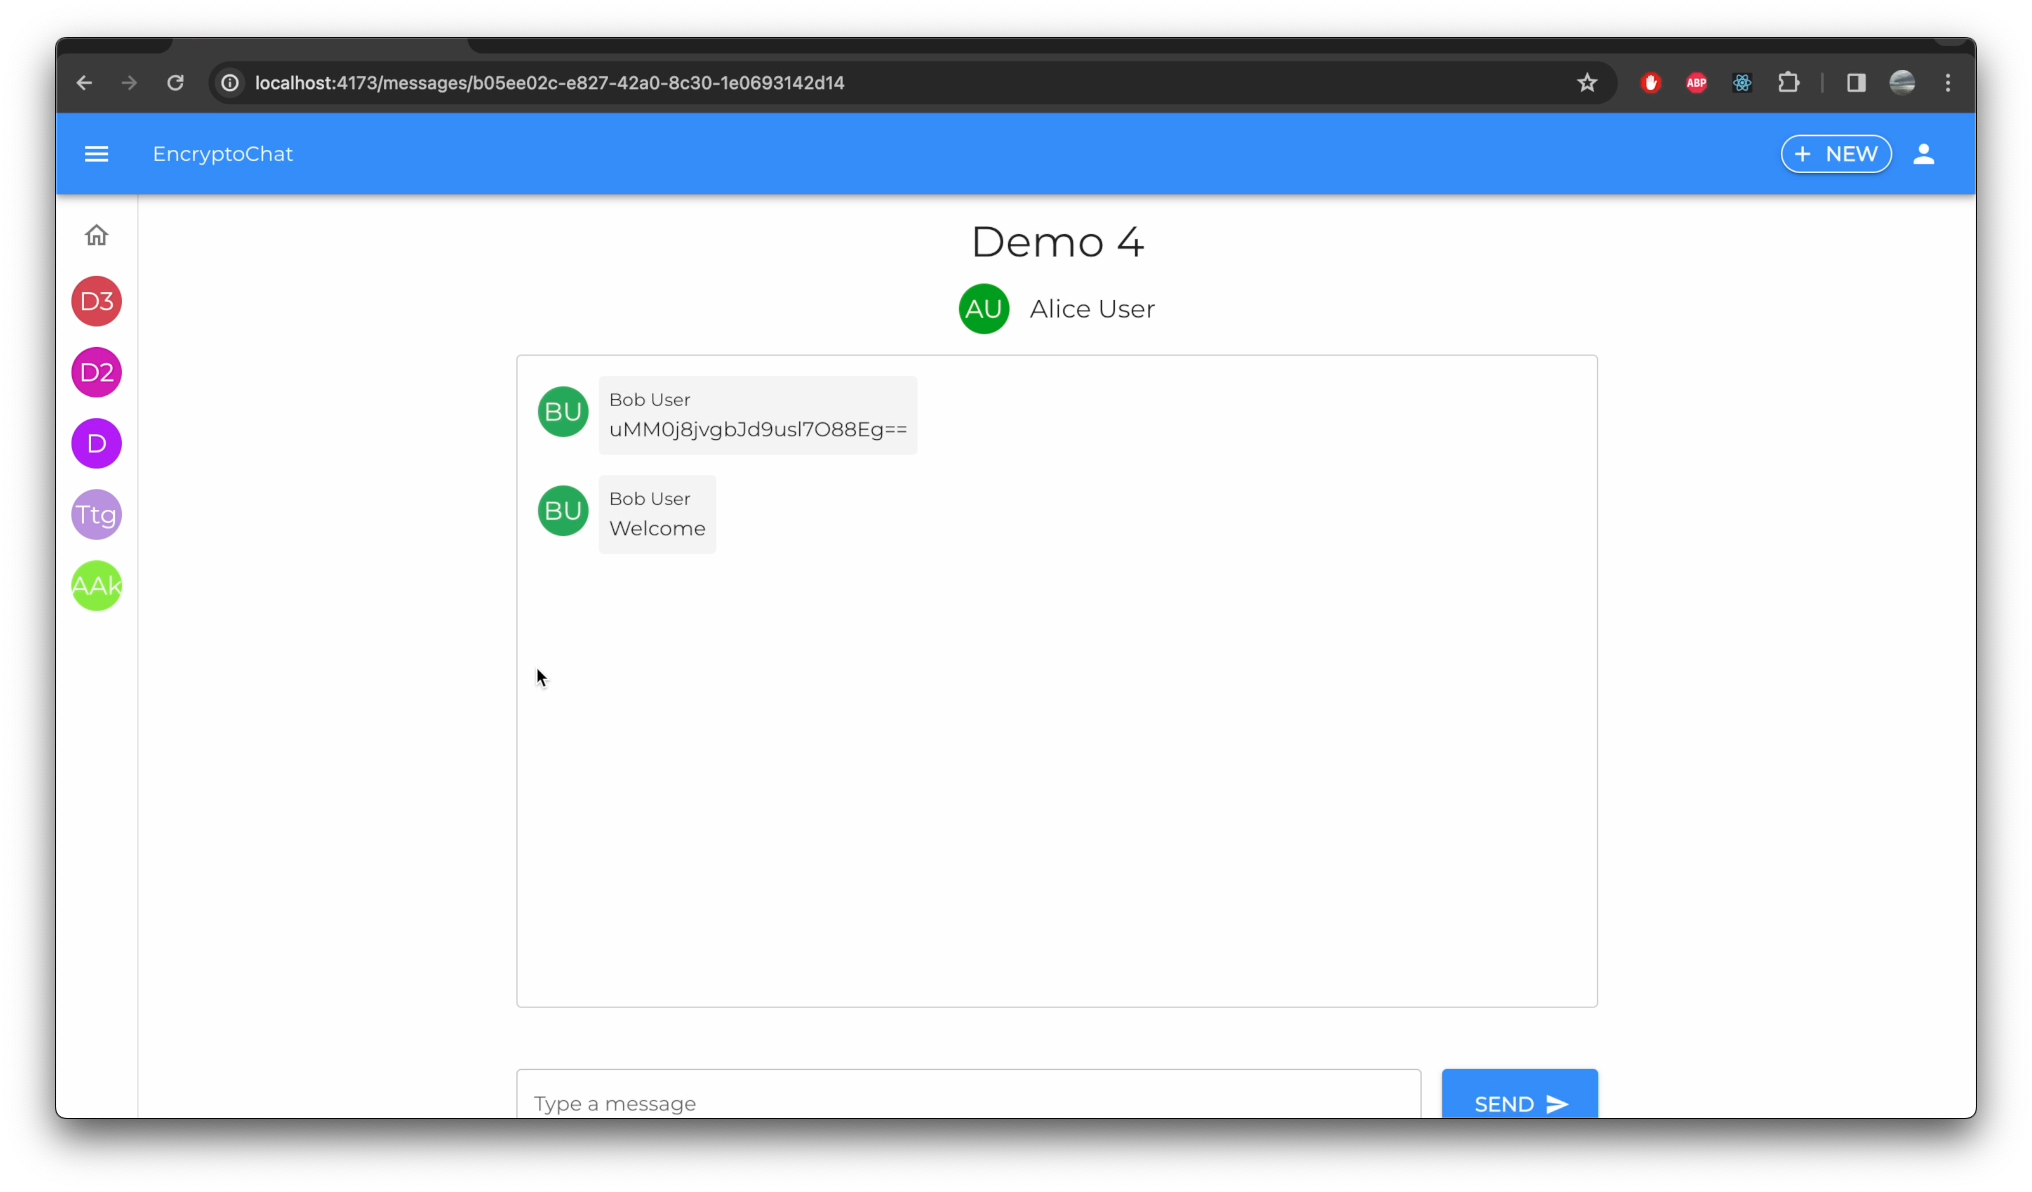 localhost:4173/messages/b05ee02c-e827-42a0-8c30-1e0693142d14
ABP
EncryptoChat
+ NEW
D3
D2
D
Ttg
AAk
Demo 4
AU Alice User
BU
Bob User
uMM0j8jvgbJd9usl7O88Eg==
BU
Bob User
Welcome
Type a message
SEND